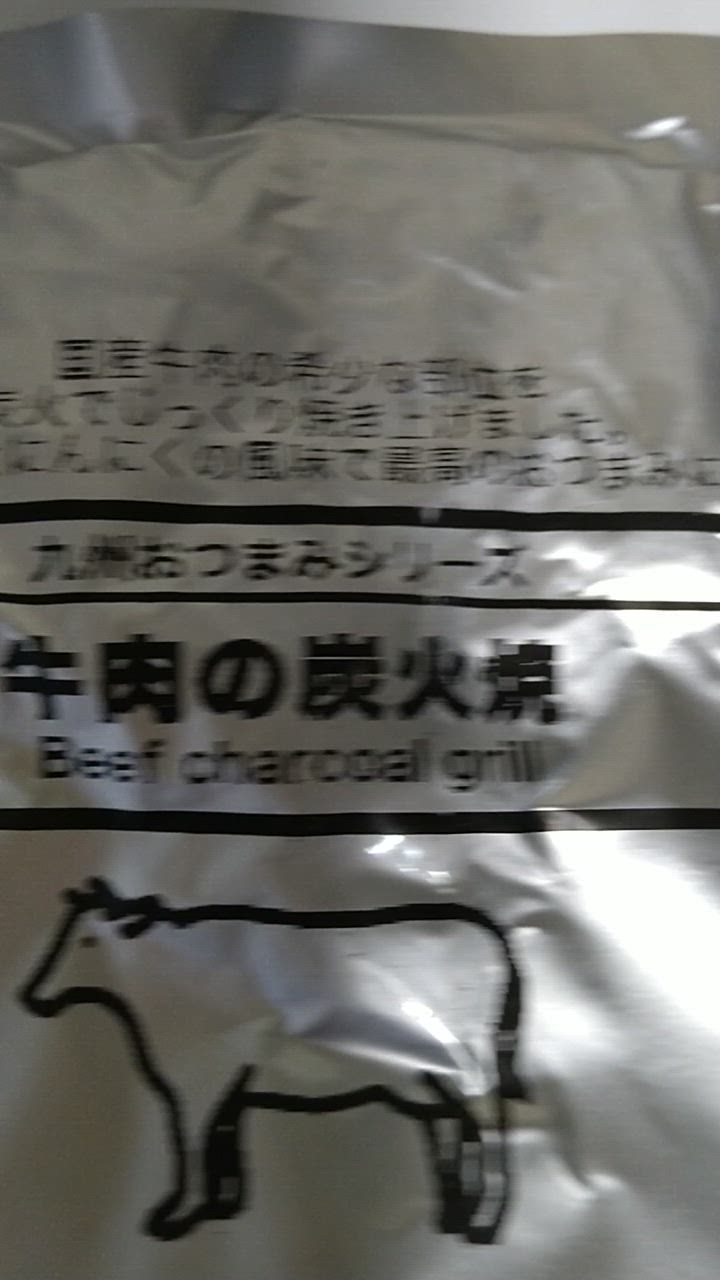 国産牛肉の希少な部位を
炭火でじっくり焼き上げました。
にんにくの風味で最高のおつまみに
九州おつまみシリーズ
牛肉の炭火焼
Beef charcoal grill